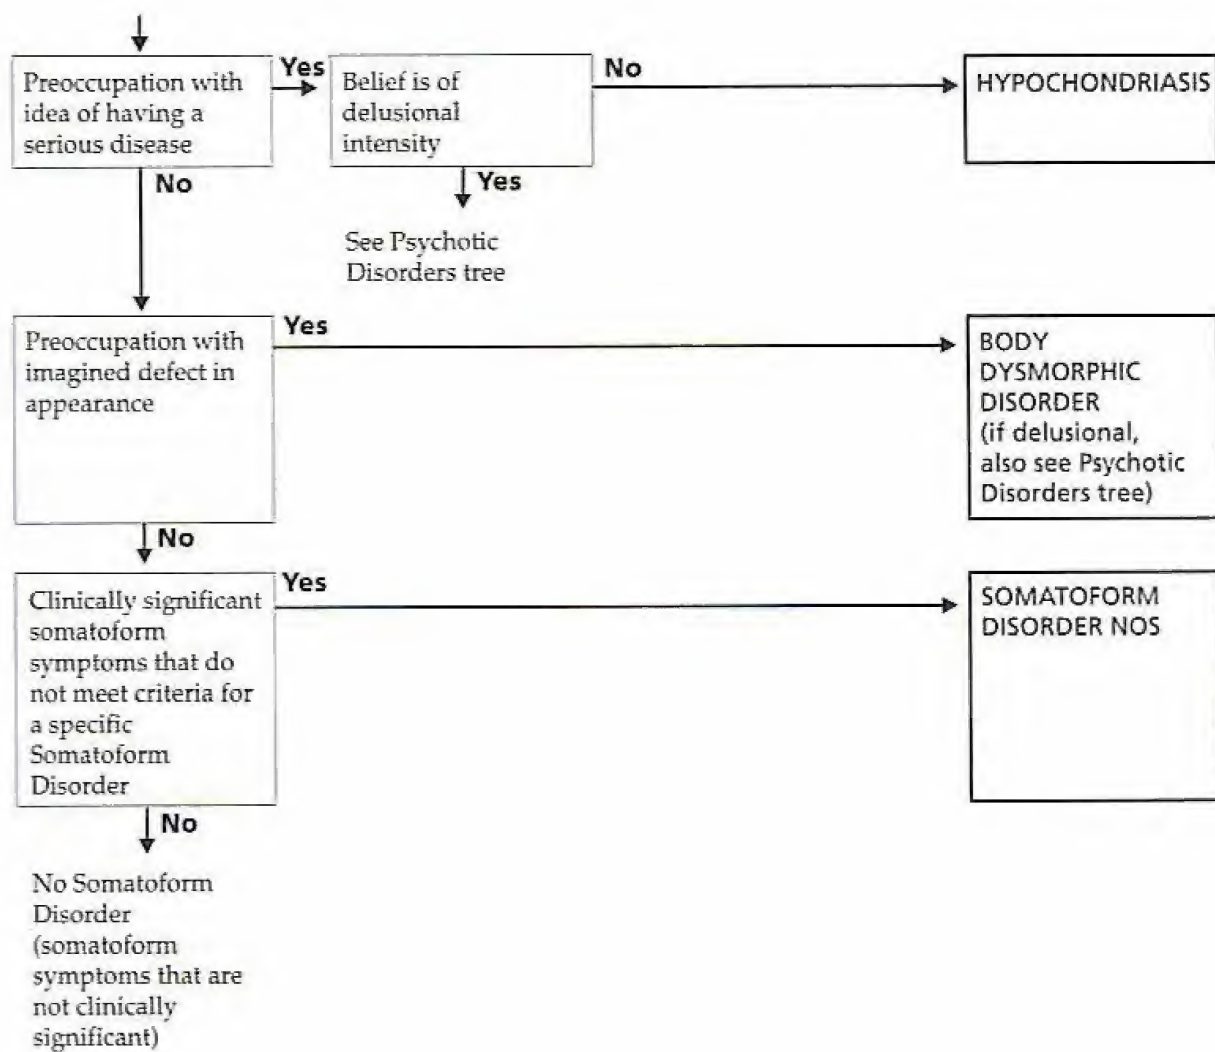 Preoccupation with
idea of having a
serious disease
Yes
Belief is of
delusional
intensity
No
HYPOCHONDRIASIS
No
Yes
See Psychotic
Disorders tree
Preoccupation with
imagined defect in
appearance
Yes
BODY
DYSMORPHIC
DISORDER
(if delusional,
also see Psychotic
Disorders tree)
No
Clinically significant
somatoform
symptoms that do
not meet criteria for
a specific
Somatoform
Disorder
Yes
SOMATOFORM
DISORDER NOS
No
No Somatoform
Disorder
(somatoform
symptoms that are
not clinically
significant)